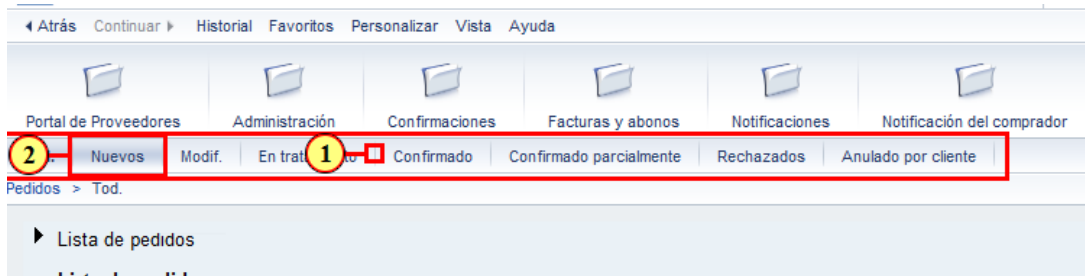 Atrás Continuar Historial Favoritos Personalizar Vista Ayuda
Portal de Proveedores Administración Confirmaciones Facturas y abonos Notificaciones Notificación del comprador
2 Nuevos Modif. En trat 1 to Confirmado Confirmado parcialmente Rechazados Anulado por cliente
Pedidos > Tod.
Lista de pedidos